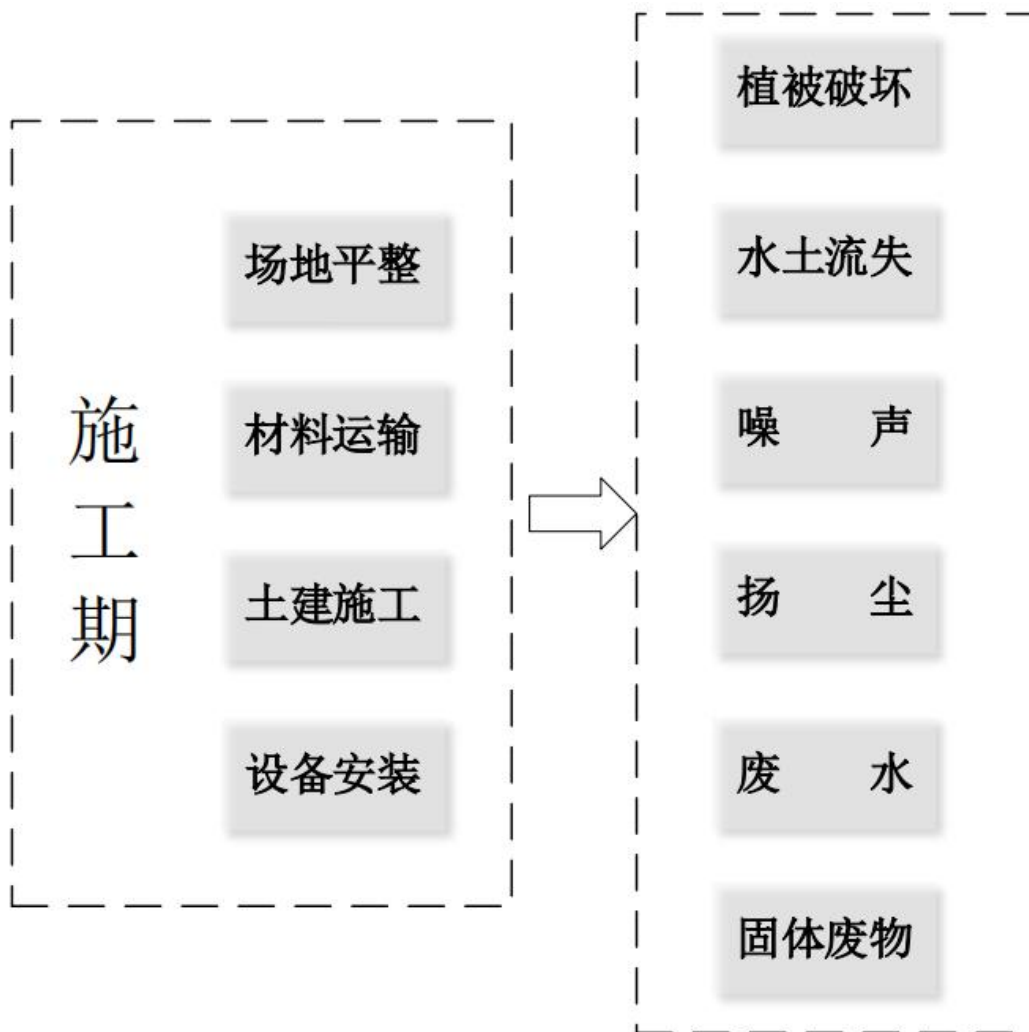 施工期
场地平整
材料运输
土建施工
设备安装
植被破坏
水土流失
噪声
扬尘
废水
固体废物